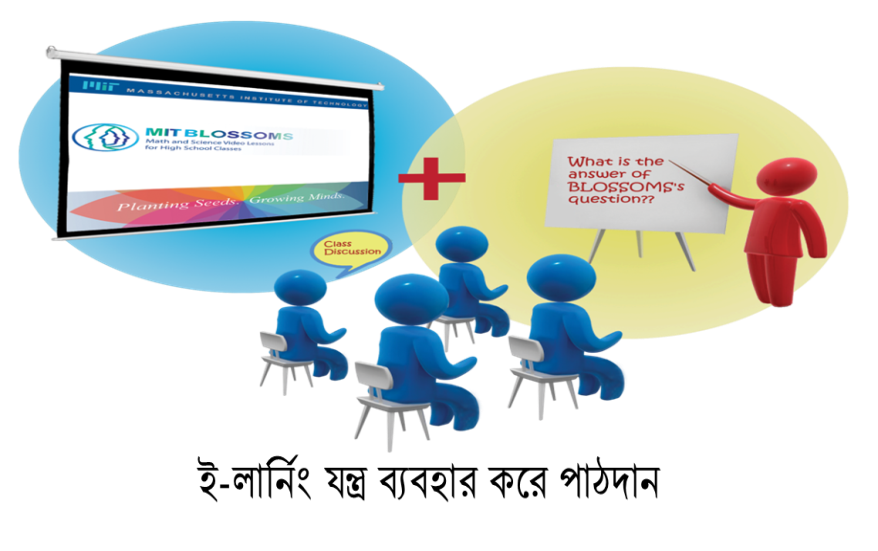 MIT MASSACHUSETTS INSTITUTE OF TECHNOLOGY
MIT BLOSSOMS
Math and Science Video Lessons
for High School Classes
Planting Seeds. Growing Minds.
What is the
answer of
BLOSSOMS's
question??
Class
Discussion
ই-লার্নিং যন্ত্র ব্যবহার করে পাঠদান